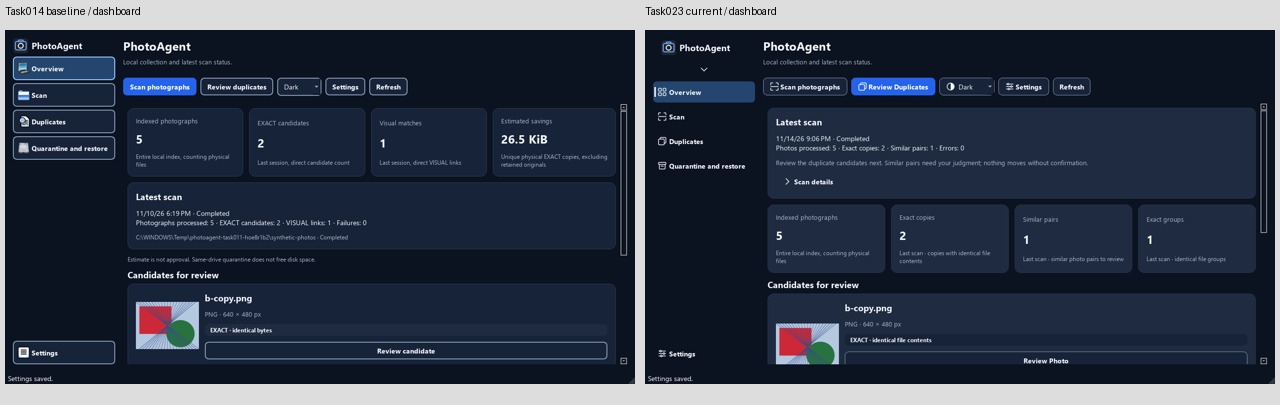 Task014 baseline / dashboard
PhotoAgent
Overview
Scan
Duplicates
Quarantine and restore
Settings
Settings saved.
PhotoAgent
Local collection and latest scan status.
Scan photographs Review duplicates Dark Settings Refresh
Indexed photographs
5
Entire local index, counting physical
files
EXACT candidates
2
Last session, direct candidate count
Visual matches
1
Last session, direct VISUAL links
Estimated savings
26.5 KiB
Unique physical EXACT copies, excluding
retained originals
Latest scan
11/10/26 6:19 PM · Completed
Photographs processed: 5 · EXACT candidates: 2 · VISUAL links: 1 · Failures: 0
C:\WINDOWS\Temp\photoagent-task011-hoe8r1b2\synthetic-photos · Completed
Estimate is not approval. Same-drive quarantine does not free disk space.
Candidates for review
b-copy.png
PNG · 640 × 480 px
EXACT · identical bytes
Review candidate
Task023 current / dashboard
PhotoAgent
Overview
Scan
Duplicates
Quarantine and restore
Settings
Settings saved.
PhotoAgent
Local collection and latest scan status.
Scan photographs Review Duplicates Dark Settings Refresh
Latest scan
11/14/26 9:06 PM · Completed
Photos processed: 5 · Exact copies: 2 · Similar pairs: 1 · Errors: 0
Review the duplicate candidates next. Similar pairs need your judgment; nothing moves without confirmation.
Scan details
Indexed photographs
5
Entire local index, counting physical
files
Exact copies
2
Last scan · copies with identical file
contents
Similar pairs
1
Last scan · similar photo pairs to review
Exact groups
1
Last scan · identical file groups
Candidates for review
b-copy.png
PNG · 640 × 480 px
EXACT · identical file contents
Review Photo